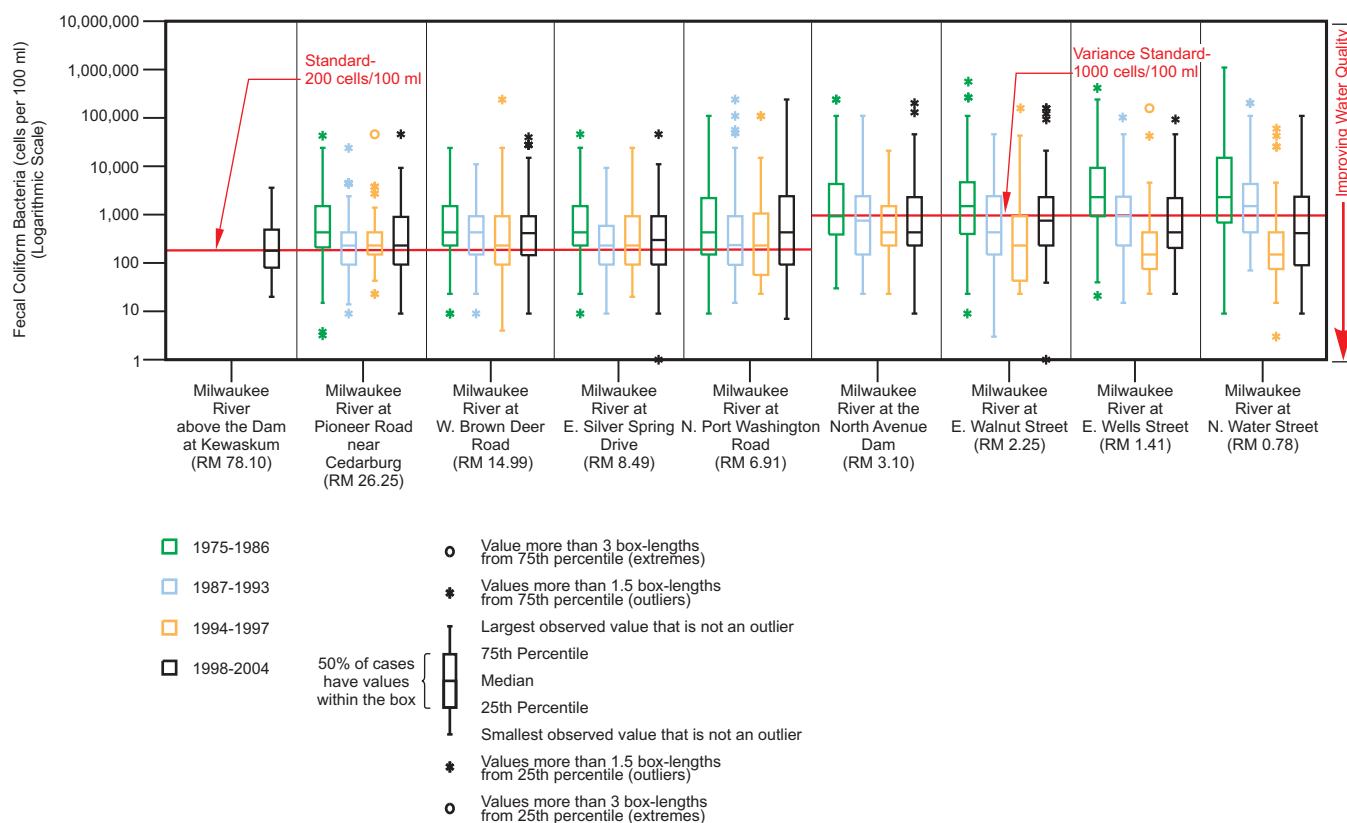 Fecal Coliform Bacteria (cells per 100 ml)
(Logarithmic Scale)
10,000,000
1,000,000
100,000
10,000
1,000
100
10
1
Standard-
200 cells/100 ml
Variance Standard-
1000 cells/100 ml
Improving Water Quality
Milwaukee
River
above the Dam
at Kewaskum
(RM 78.10)
Milwaukee
River at
Pioneer Road
near
Cedarburg
(RM 26.25)
Milwaukee
River at
W. Brown Deer
Road
(RM 14.99)
Milwaukee
River at
E. Silver Spring
Drive
(RM 8.49)
Milwaukee
River at
N. Port Washington
Road
(RM 6.91)
Milwaukee
River at the
North Avenue
Dam
(RM 3.10)
Milwaukee
River at
E. Walnut Street
(RM 2.25)
Milwaukee
River at
E. Wells Street
(RM 1.41)
Milwaukee
River at
N. Water Street
(RM 0.78)
1975-1986
1987-1993
1994-1997
1998-2004
50% of cases
have values
within the box
Value more than 3 box-lengths
from 75th percentile (extremes)
Values more than 1.5 box-lengths
from 75th percentile (outliers)
Largest observed value that is not an outlier
75th Percentile
Median
25th Percentile
Smallest observed value that is not an outlier
Values more than 1.5 box-lengths
from 25th percentile (outliers)
Values more than 3 box-lengths
from 25th percentile (extremes)